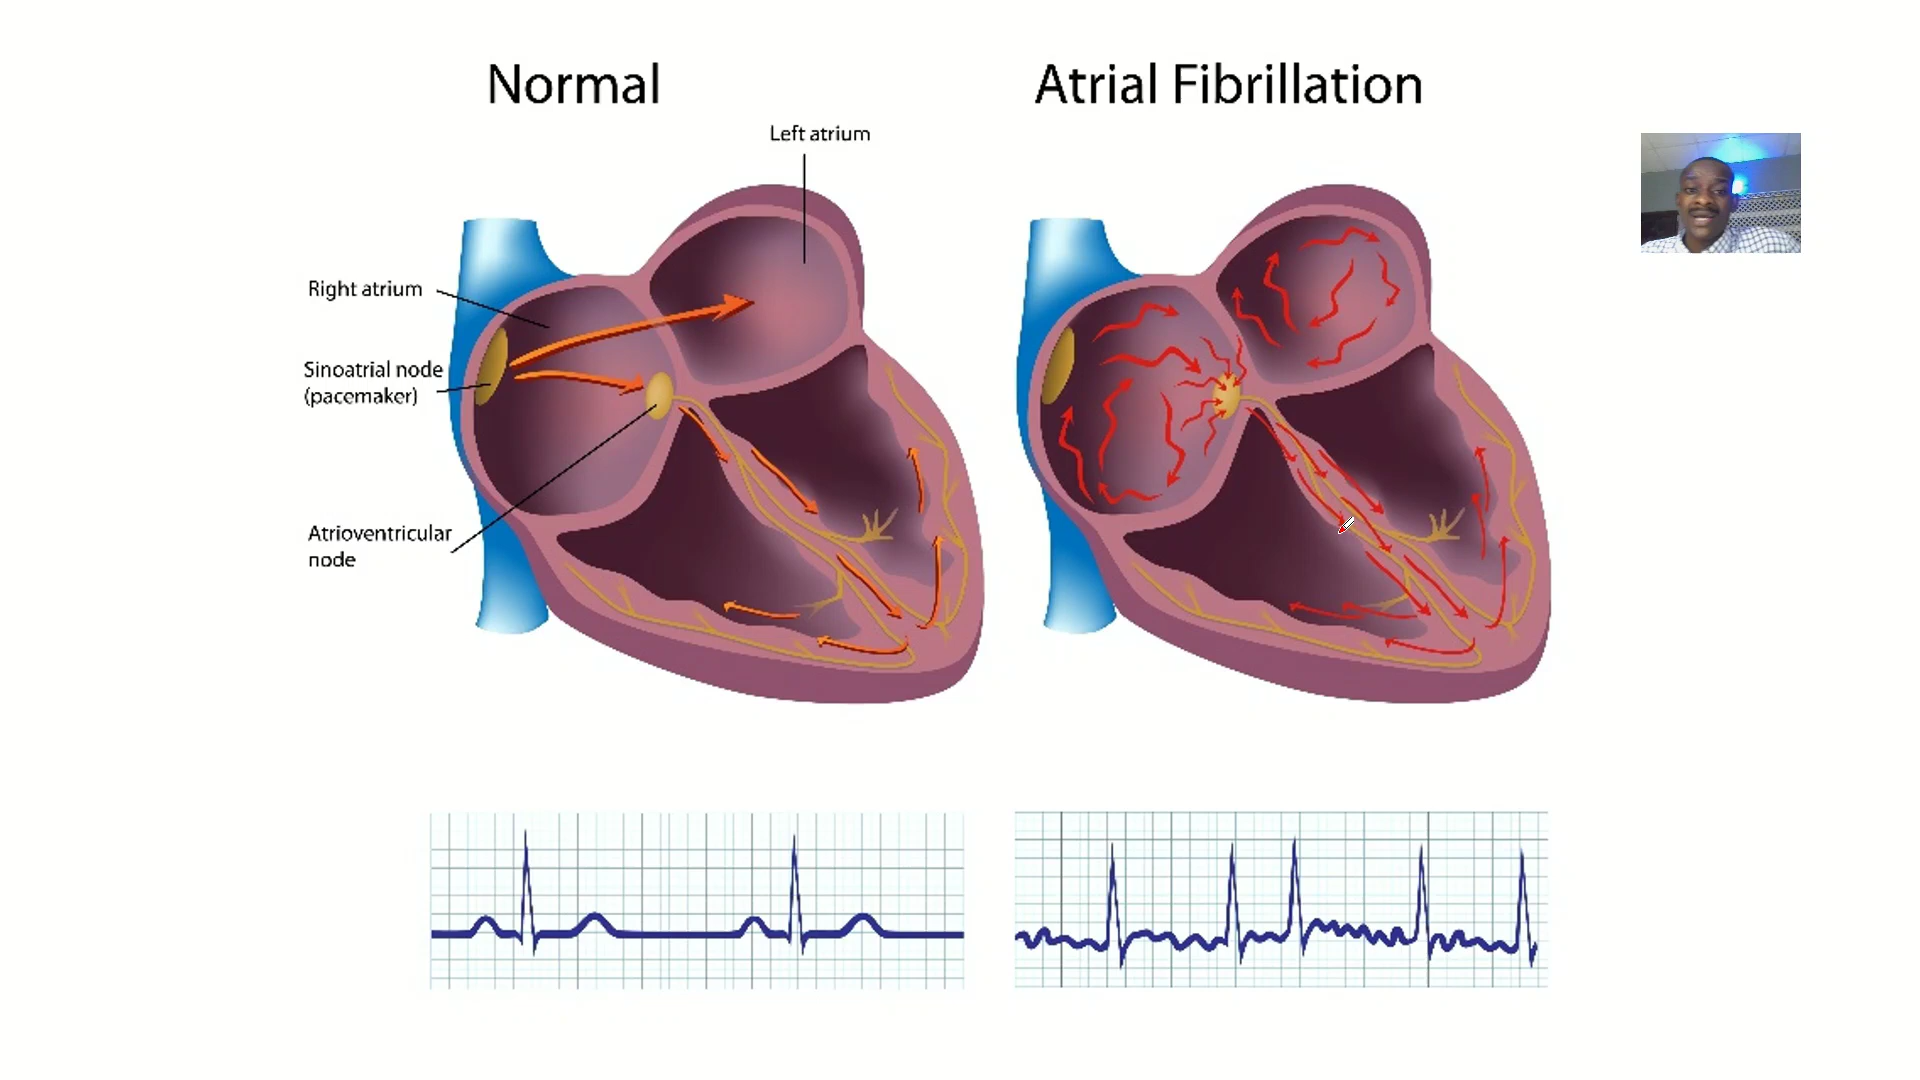 Normal
Atrial Fibrillation
Left atrium
Right atrium
Sinoatrial node
(pacemaker)
Atrioventricular
node